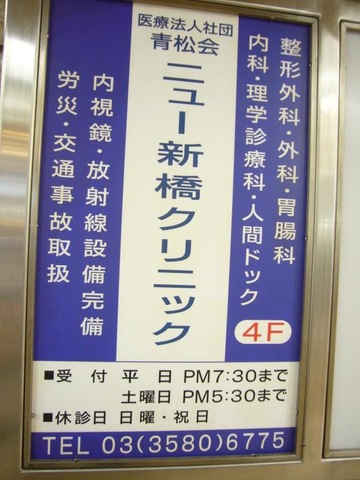 医療法人社団
青松会
ニュー新橋クリニック
整形外科・外科・胃腸科
内科・理学診療科・人間ドック
4F
内視鏡・放射線設備完備
労災・交通事故取扱
■受 付 平 日 PM7:30まで
土曜日 PM5:30まで
■休診日 日曜・祝日
TEL 03(3580)6775